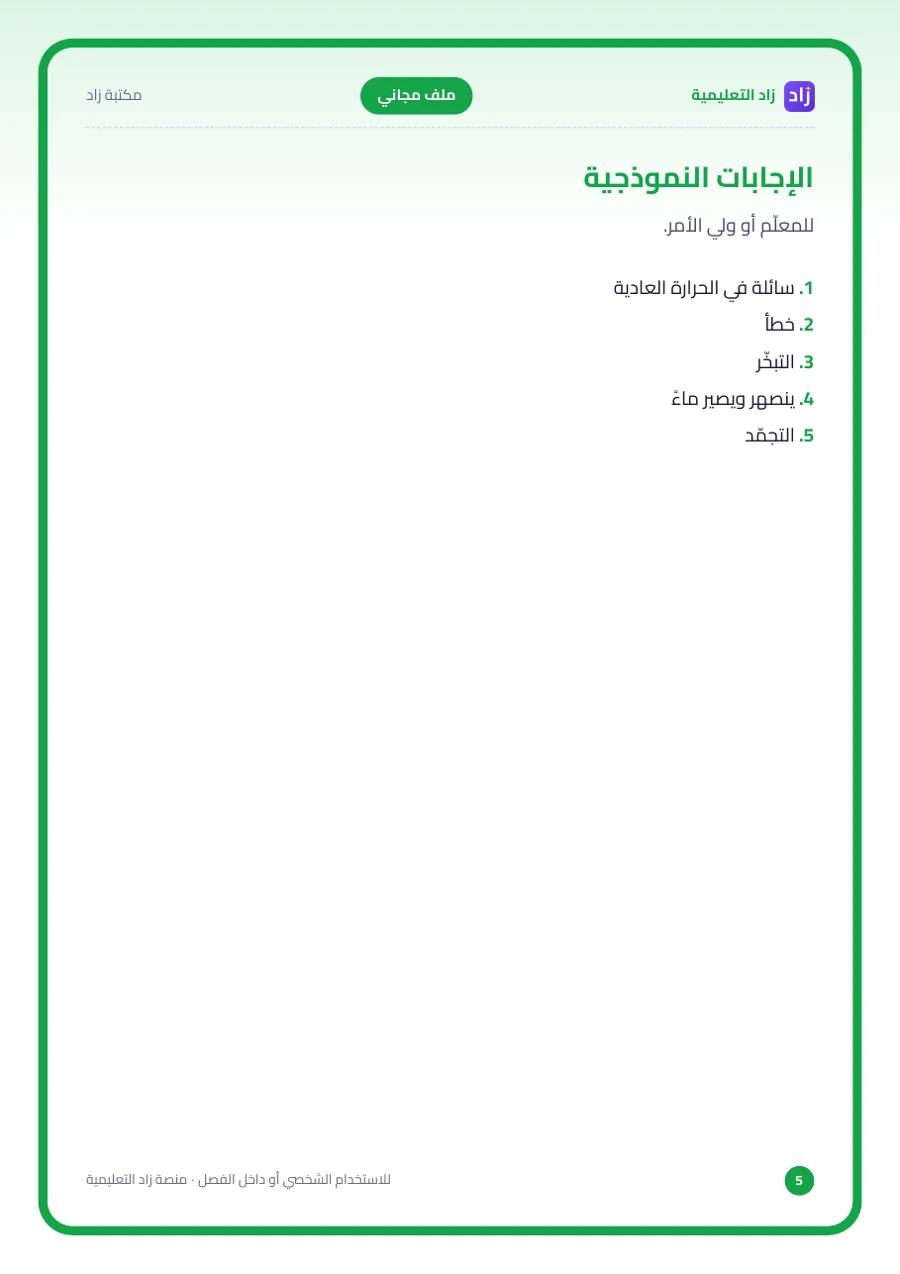 زاد زاد التعليمية
ملف مجاني
مكتبة زاد
الإجابات النموذجية
للمعلّم أو ولي الأمر.
1. سائلة في الحرارة العادية
2. خطأ
3. التبخّر
4. ينصهر ويصير ماءً
5. التجمّد
5
للاستخدام الشخصي أو داخل الفصل · منصة زاد التعليمية